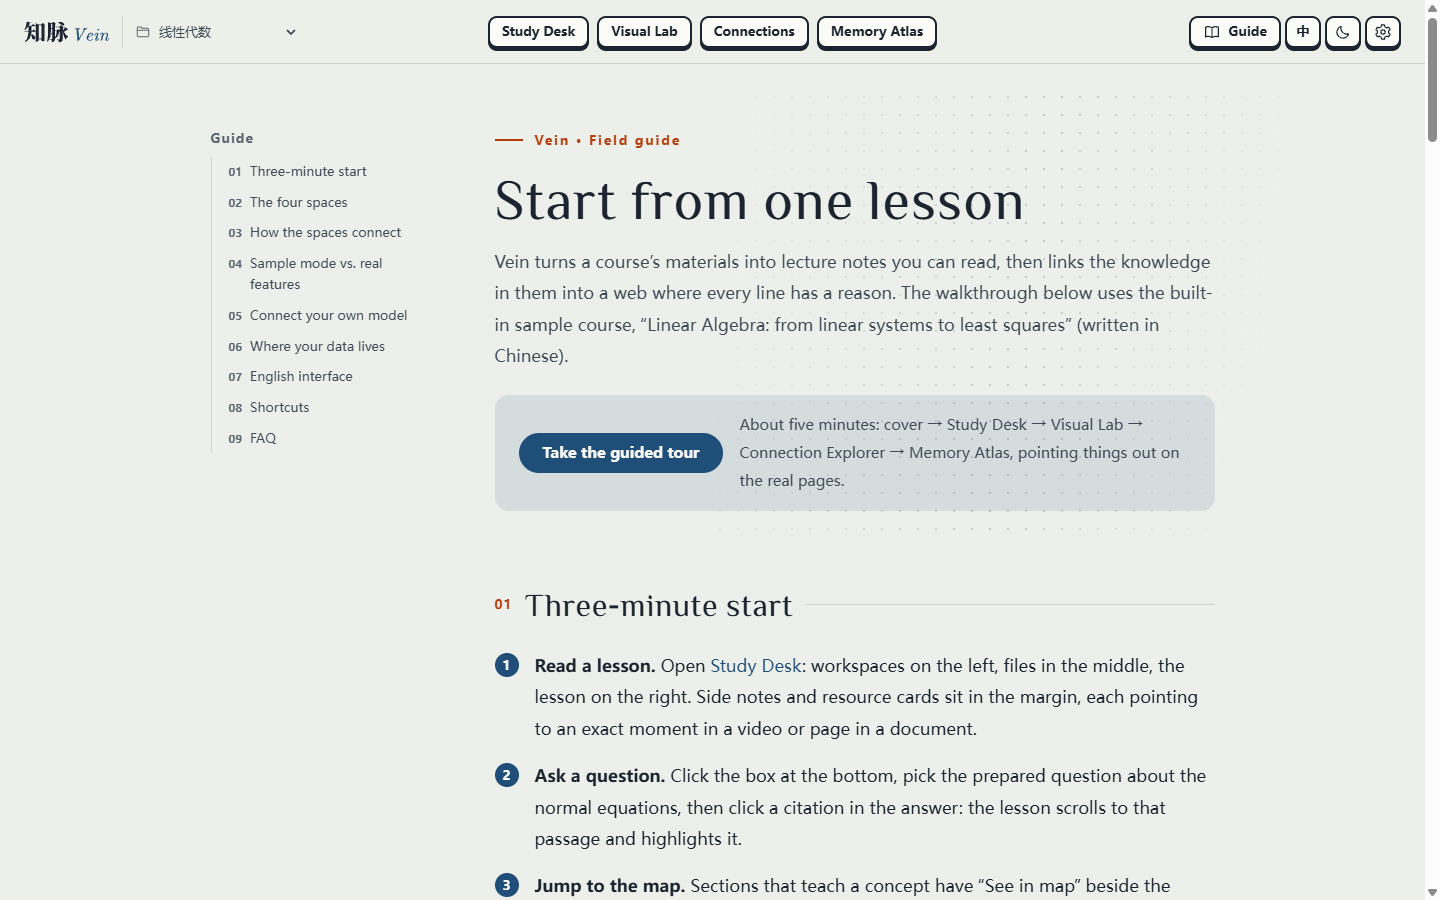 知脉 Vein
线性代数
Study Desk
Visual Lab
Connections
Memory Atlas
Guide
中
Guide
01 Three-minute start
02 The four spaces
03 How the spaces connect
04 Sample mode vs. real
features
05 Connect your own model
06 Where your data lives
07 English interface
08 Shortcuts
09 FAQ
Vein • Field guide
Start from one lesson
Vein turns a course’s materials into lecture notes you can read, then links the knowledge
in them into a web where every line has a reason. The walkthrough below uses the built-
in sample course, “Linear Algebra: from linear systems to least squares” (written in
Chinese).
Take the guided tour
About five minutes: cover → Study Desk → Visual Lab →
Connection Explorer → Memory Atlas, pointing things out on
the real pages.
01 Three-minute start
1 Read a lesson. Open Study Desk: workspaces on the left, files in the middle, the
lesson on the right. Side notes and resource cards sit in the margin, each pointing
to an exact moment in a video or page in a document.
2 Ask a question. Click the box at the bottom, pick the prepared question about the
normal equations, then click a citation in the answer: the lesson scrolls to that
passage and highlights it.
3 Jump to the map. Sections that teach a concept have “See in map” beside the